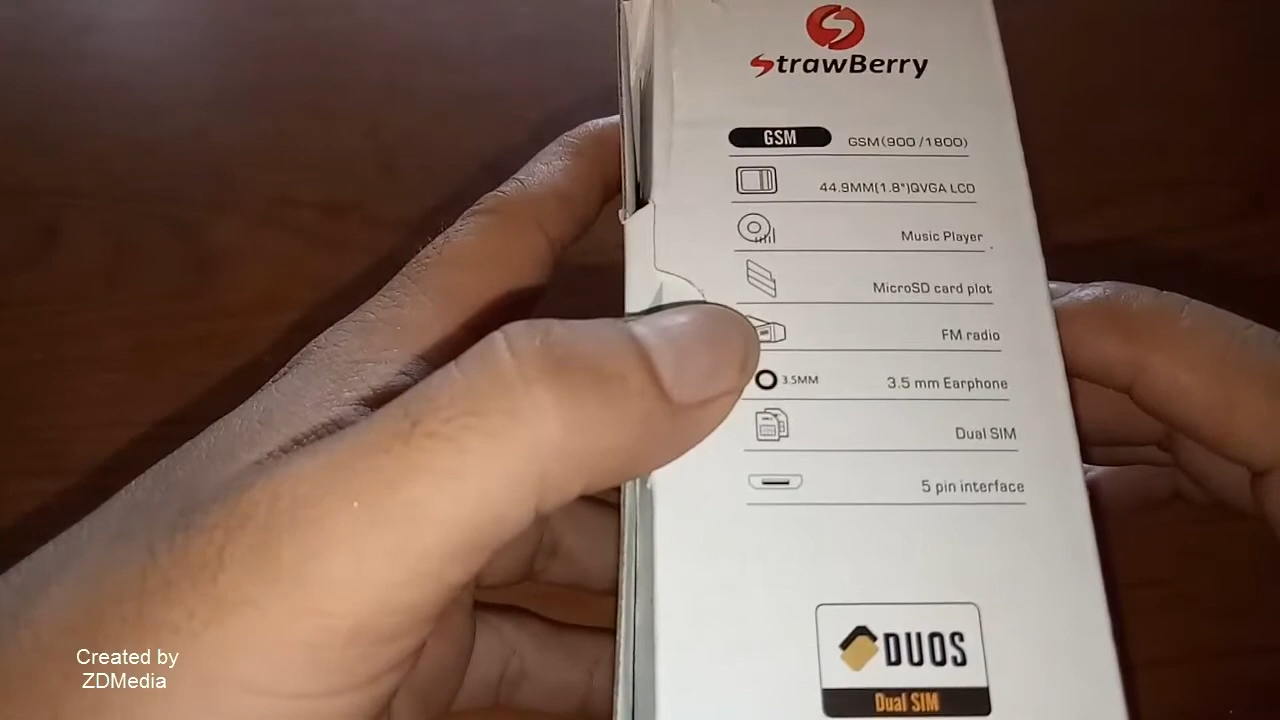 StrawBerry
GSM GSM(900/1800)
44.9MM(1.8")QVGA LCD
Music Player
MicroSD card plot
FM radio
3.5MM 3.5 mm Earphone
Dual SIM
5 pin interface
DUOS
Dual SIM
Created by
ZDMedia